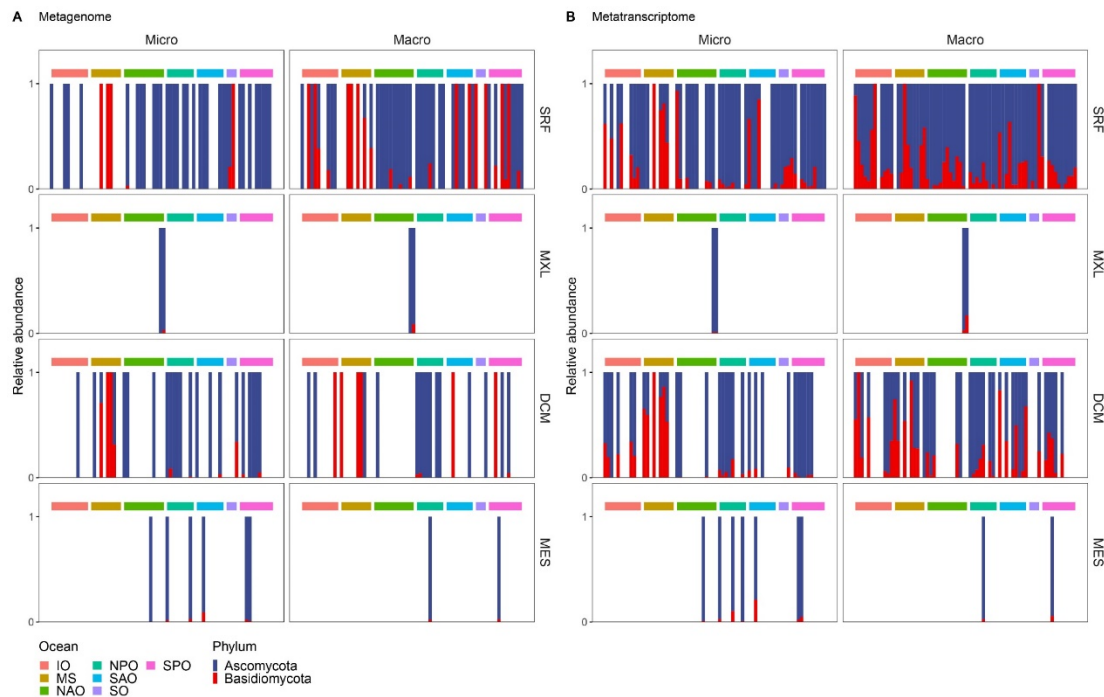 A Metagenome
B Metatranscriptome
Micro
Macro
Micro
Macro
1
0
SRF
1
0
SRF
1
0
MXL
1
0
MXL
Relative abundance
Relative abundance
1
0
DCM
1
0
DCM
1
0
MES
1
0
MES
Ocean
IO
MS
NAO
NPO
SAO
SO
SPO
Phylum
Ascomycota
Basidiomycota